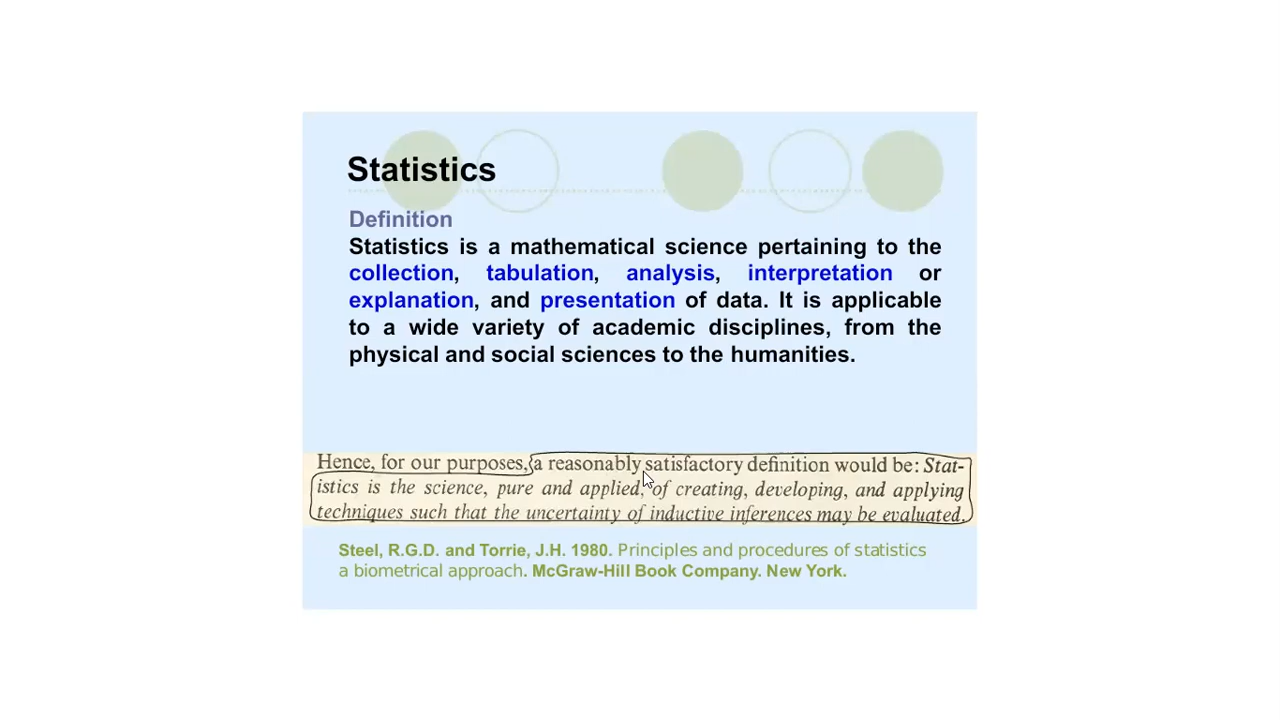 Statistics
Definition
Statistics is a mathematical science pertaining to the
collection, tabulation, analysis, interpretation or
explanation, and presentation of data. It is applicable
to a wide variety of academic disciplines, from the
physical and social sciences to the humanities.
Hence, for our purposes, a reasonably satisfactory definition would be: Stat-
istics is the science, pure and applied, of creating, developing, and applying
techniques such that the uncertainty of inductive inferences may be evaluated.
Steel, R.G.D. and Torrie, J.H. 1980. Principles and procedures of statistics
a biometrical approach. McGraw-Hill Book Company. New York.